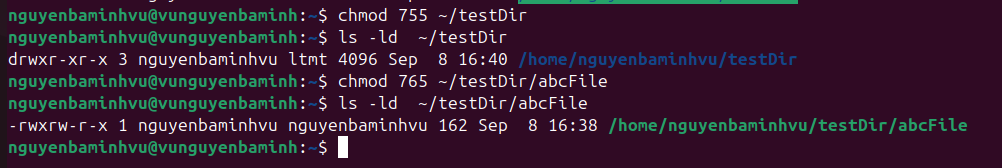 nguyenbaminhvu@vunguyenbaminh:~$ chmod 755 ~/testDir
nguyenbaminhvu@vunguyenbaminh:~$ ls -ld  ~/testDir
drwxr-xr-x 3 nguyenbaminhvu ltmt 4096 Sep  8 16:40 /home/nguyenbaminhvu/testDir
nguyenbaminhvu@vunguyenbaminh:~$ chmod 765 ~/testDir/abcFile
nguyenbaminhvu@vunguyenbaminh:~$ ls -ld  ~/testDir/abcFile
-rwxrw-r-x 1 nguyenbaminhvu nguyenbaminhvu 162 Sep  8 16:38 /home/nguyenbaminhvu/testDir/abcFile
nguyenbaminhvu@vunguyenbaminh:~$